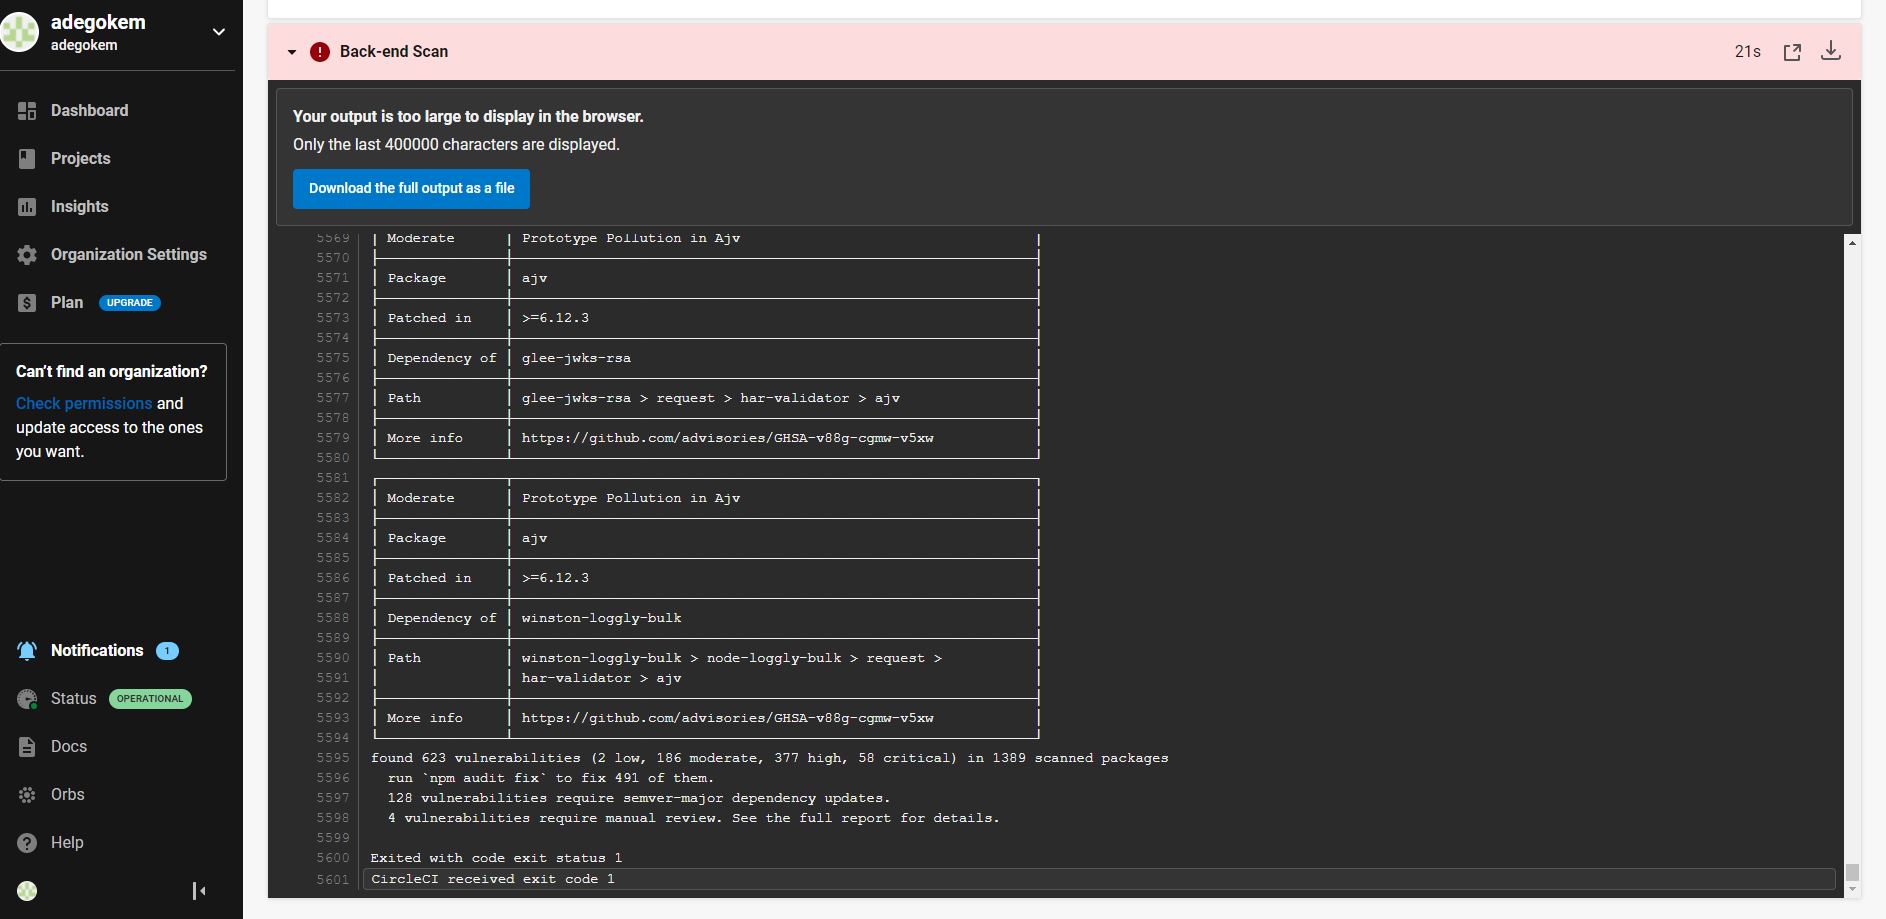 adegokem
adegokem
Dashboard
Projects
Insights
Organization Settings
Plan UPGRADE
Can't find an organization?
Check permissions and
update access to the ones
you want.
Notifications 1
Status OPERATIONAL
Docs
Orbs
Help
Back-end Scan 21s
Your output is too large to display in the browser.
Only the last 400000 characters are displayed.
Download the full output as a file
5569 Moderate Prototype Pollution in Ajv
5570
5571 Package ajv
5572
5573 Patched in >=6.12.3
5574
5575 Dependency of glee-jwks-rsa
5576
5577 Path glee-jwks-rsa > request > har-validator > ajv
5578
5579 More info https://github.com/advisories/GHSA-v88g-cgmw-v5xw
5580
5581
5582 Moderate Prototype Pollution in Ajv
5583
5584 Package ajv
5585
5586 Patched in >=6.12.3
5587
5588 Dependency of winston-loggly-bulk
5589
5590 Path winston-loggly-bulk > node-loggly-bulk > request >
5591 har-validator > ajv
5592
5593 More info https://github.com/advisories/GHSA-v88g-cgmw-v5xw
5594
5595 found 623 vulnerabilities (2 low, 186 moderate, 377 high, 58 critical) in 1389 scanned packages
5596 run `npm audit fix` to fix 491 of them.
5597 128 vulnerabilities require semver-major dependency updates.
5598 4 vulnerabilities require manual review. See the full report for details.
5599
5600 Exited with code exit status 1
5601 CircleCI received exit code 1